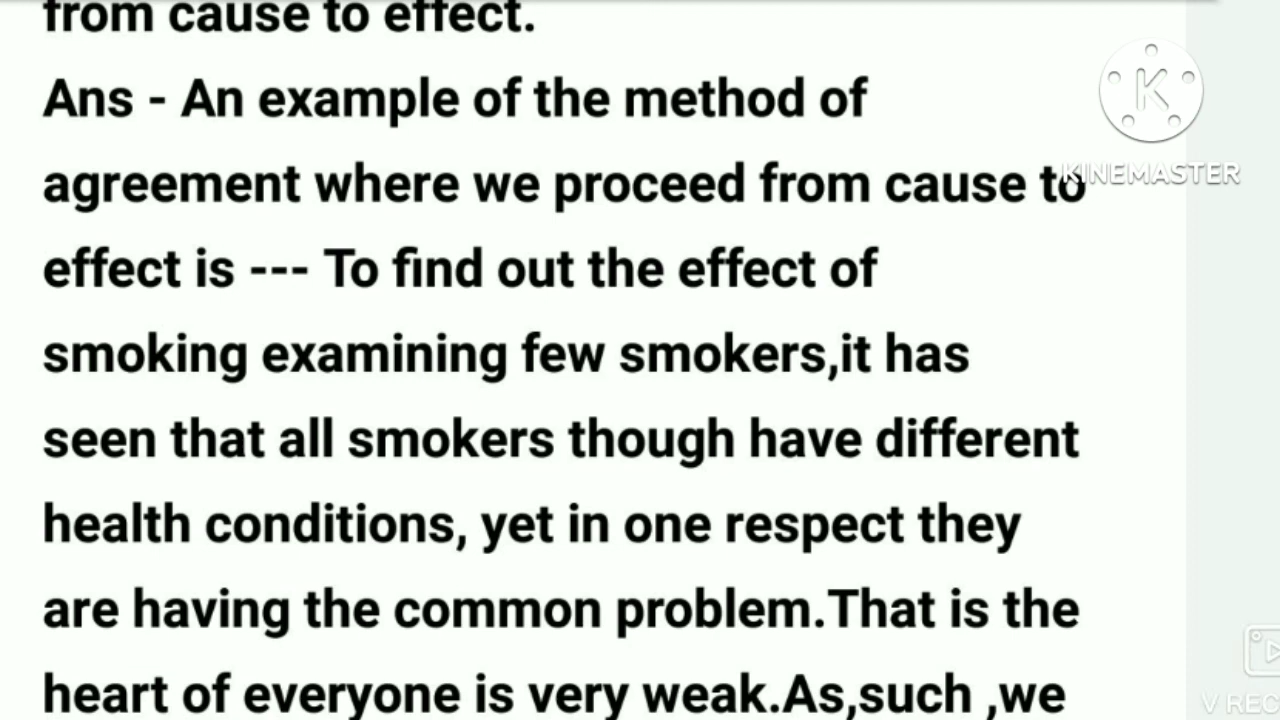 from cause to effect.
Ans - An example of the method of
agreement where we proceed from cause to
effect is --- To find out the effect of
smoking examining few smokers,it has
seen that all smokers though have different
health conditions, yet in one respect they
are having the common problem.That is the
heart of everyone is very weak.As,such ,we
K
KINEMASTER
V REC